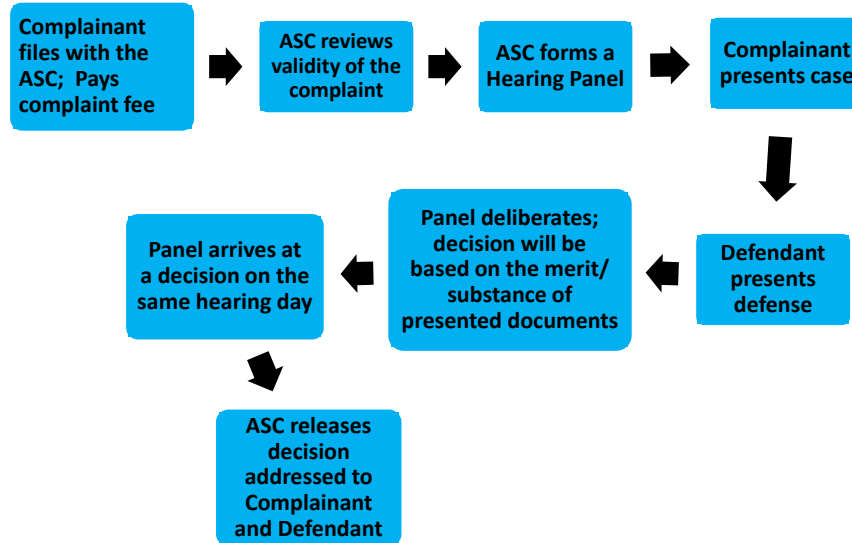 Complainant
files with the
ASC;  Pays
complaint fee
ASC reviews
validity of the
complaint
ASC forms a
Hearing Panel
Complainant
presents case
Defendant
presents
defense
Panel deliberates;
decision will be
based on the merit/
substance of
presented documents
Panel arrives at
a decision on the
same hearing day
ASC releases
decision
addressed to
Complainant
and Defendant